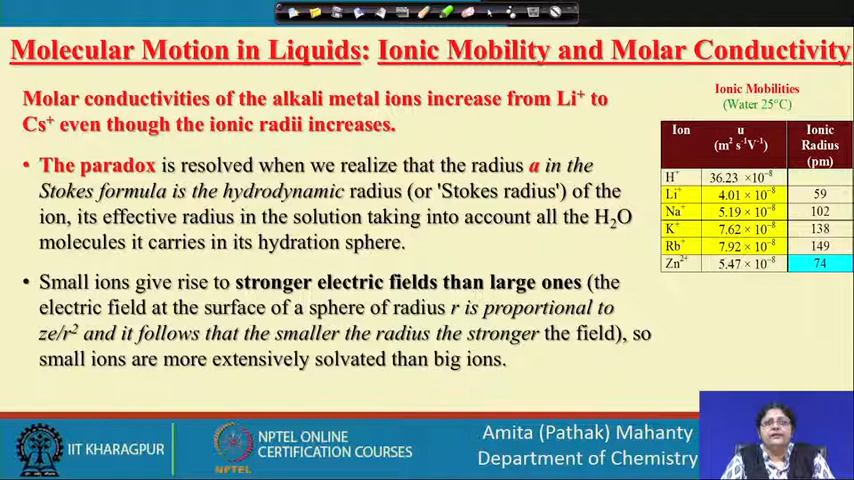 Molecular Motion in Liquids: Ionic Mobility and Molar Conductivity
Molar conductivities of the alkali metal ions increase from Li⁺ to
Cs⁺ even though the ionic radii increases.
• The paradox is resolved when we realize that the radius a in the
Stokes formula is the hydrodynamic radius (or 'Stokes radius') of the
ion, its effective radius in the solution taking into account all the H₂O
molecules it carries in its hydration sphere.
• Small ions give rise to stronger electric fields than large ones (the
electric field at the surface of a sphere of radius r is proportional to
ze/r² and it follows that the smaller the radius the stronger the field), so
small ions are more extensively solvated than big ions.
Ionic Mobilities
(Water 25°C)
Ion u (m² s⁻¹V⁻¹) Ionic Radius (pm)
H⁺ 36.23 ×10⁻⁸
Li⁺ 4.01 × 10⁻⁸ 59
Na⁺ 5.19 × 10⁻⁸ 102
K⁺ 7.62 × 10⁻⁸ 138
Rb⁺ 7.92 × 10⁻⁸ 149
Zn²⁺ 5.47 × 10⁻⁸ 74
IIT KHARAGPUR
NPTEL
NPTEL ONLINE
CERTIFICATION COURSES
Amita (Pathak) Mahanty
Department of Chemistry